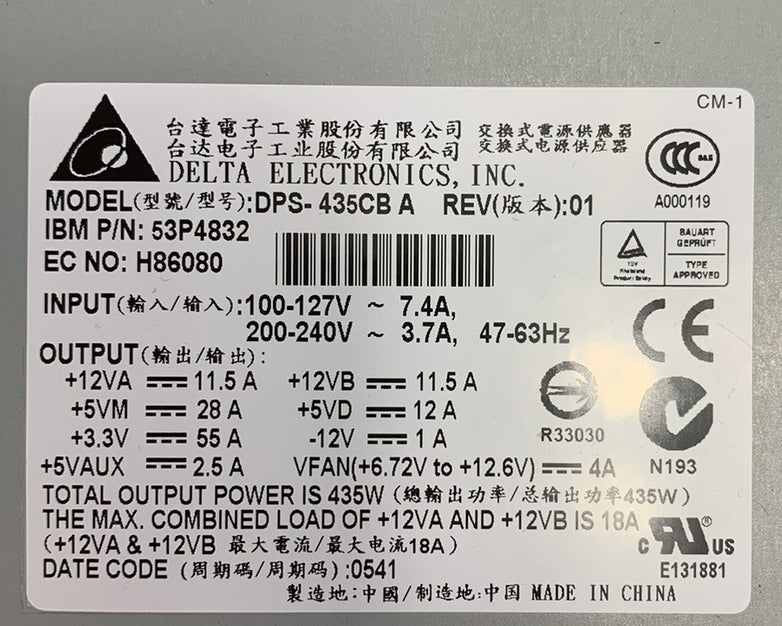 CM-1
台達電子工業股份有限公司 交換式電源供應器
台达电子工业股份有限公司 交换式电源供应器
DELTA ELECTRONICS, INC.
CCC S&E
A000119
MODEL(型號/型号):DPS-435CB A REV(版本):01
IBM P/N: 53P4832
EC NO: H86080
TÜV Rheinland Product Safety
BAUART GEPRÜFT
TYPE APPROVED
INPUT(輸入/输入):100-127V ~ 7.4A,
200-240V ~ 3.7A, 47-63Hz
CE
OUTPUT(輸出/输出):
+12VA 11.5 A +12VB 11.5 A
+5VM 28 A +5VD 12 A
+3.3V 55 A -12V 1 A
+5VAUX 2.5 A VFAN(+6.72V to +12.6V) 4A
R33030
N193
TOTAL OUTPUT POWER IS 435W (總輸出功率/总输出功率435W)
THE MAX. COMBINED LOAD OF +12VA AND +12VB IS 18A
(+12VA & +12VB 最大電流/最大电流18A)
c RU ® US
E131881
DATE CODE (周期碼/周期码):0541
製造地:中國/制造地:中国 MADE IN CHINA